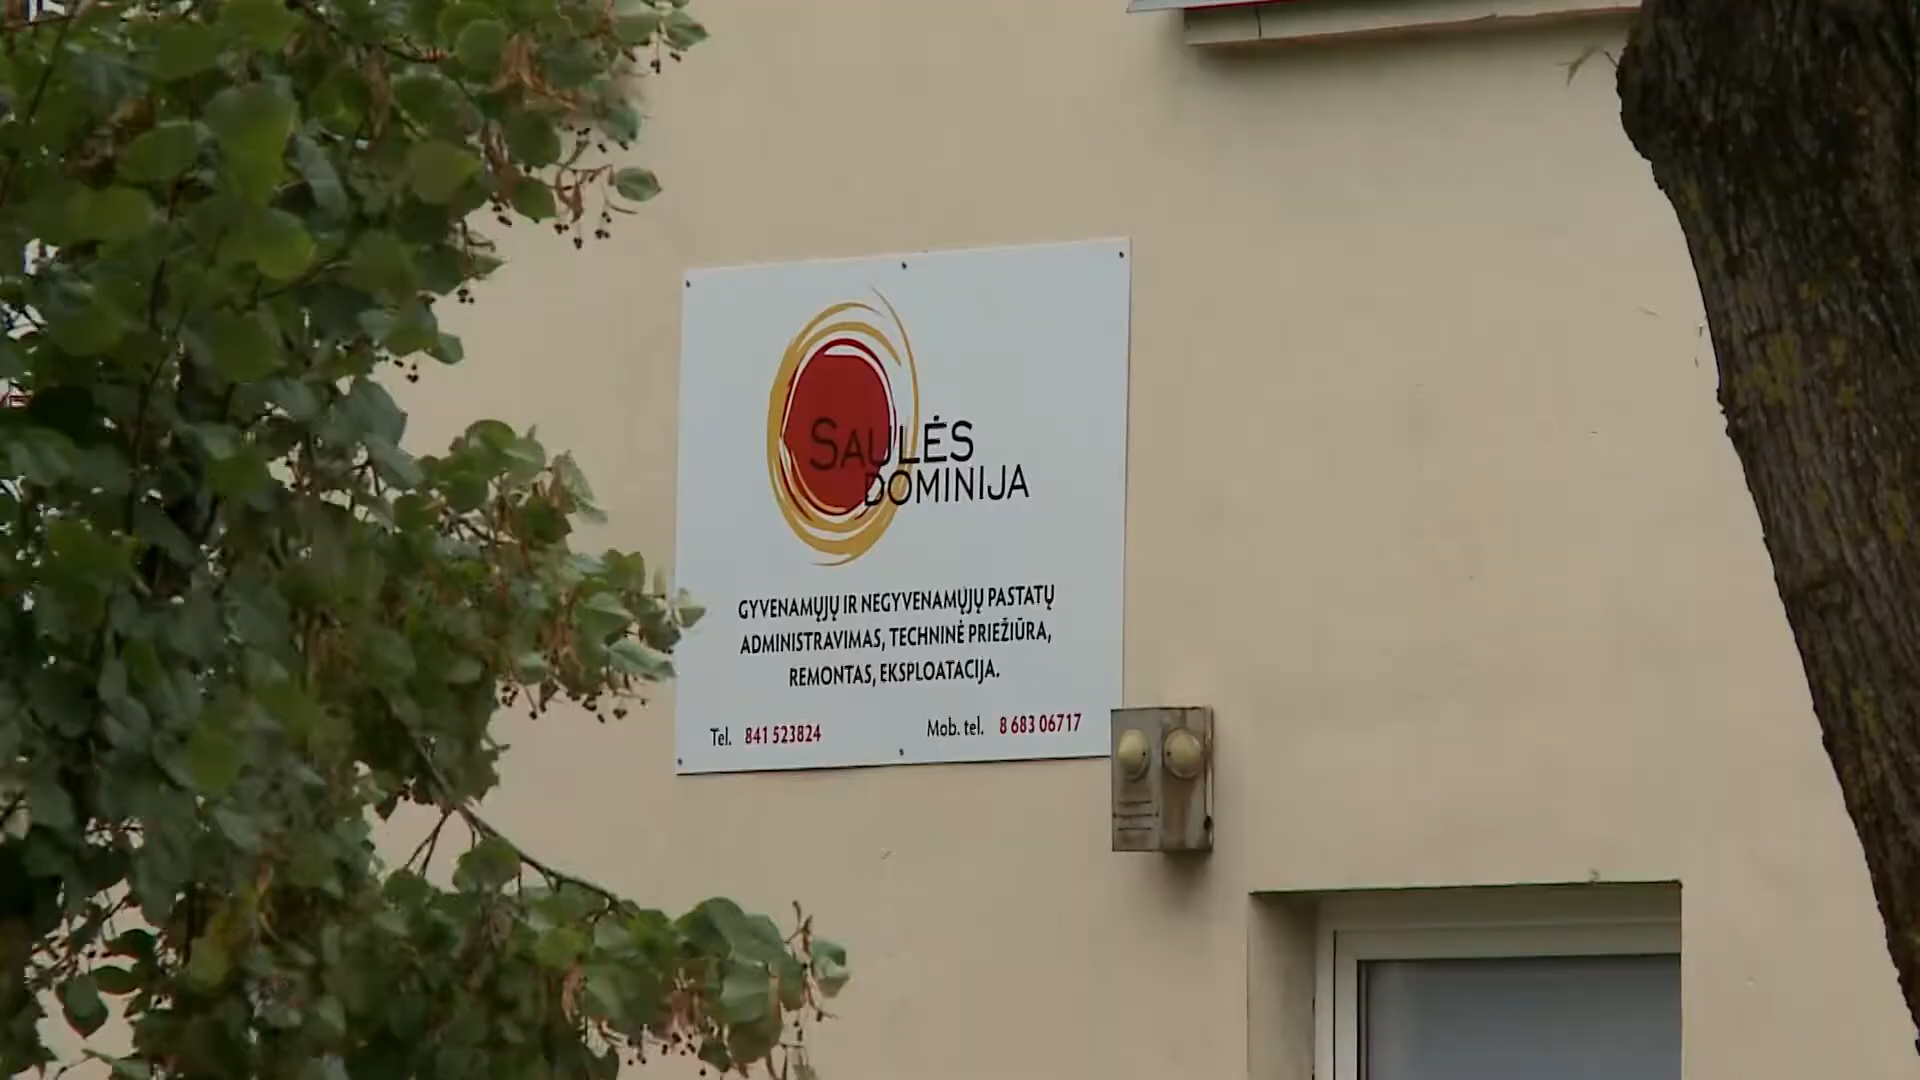 SAULĖS
DOMINIJA
GYVENAMŲJŲ IR NEGYVENAMŲJŲ PASTATŲ
ADMINISTRAVIMAS, TECHNINĖ PRIEŽIŪRA,
REMONTAS, EKSPLOATACIJA.
Tel. 841 523824 Mob. tel. 8 683 06717